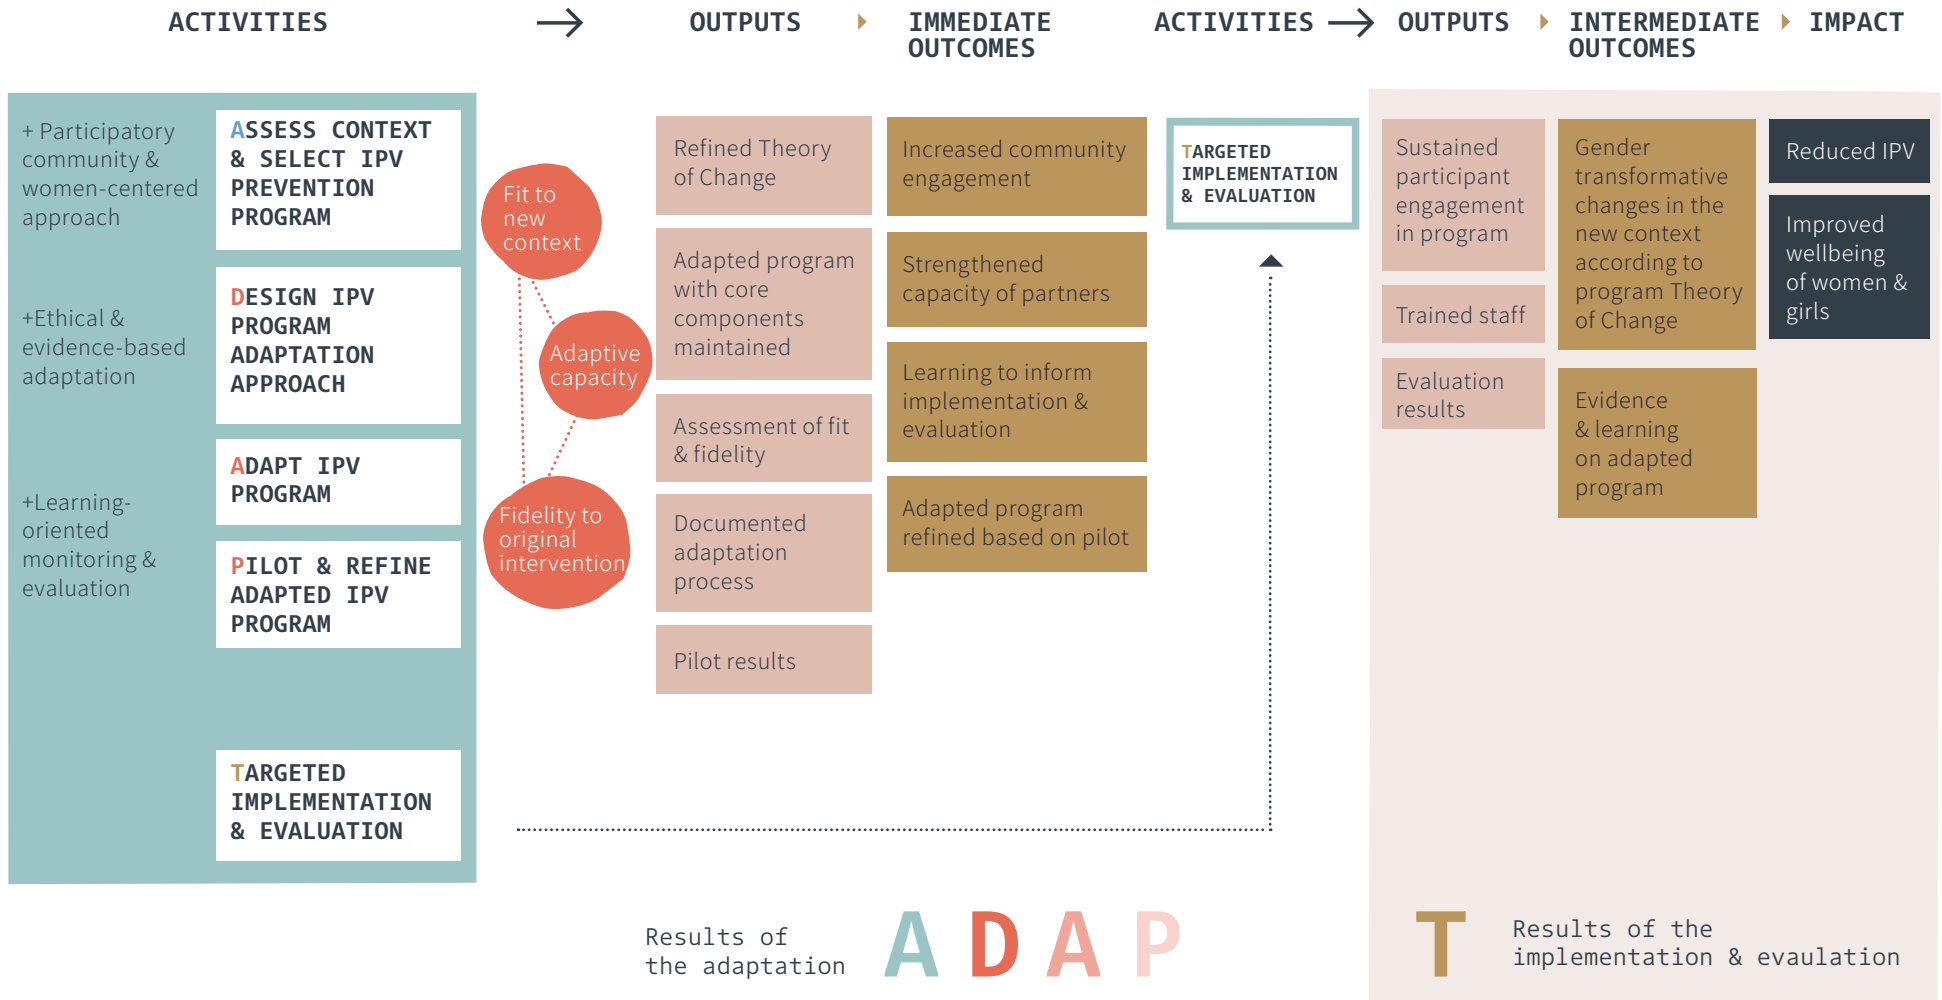 ACTIVITIES
OUTPUTS
IMMEDIATE
OUTCOMES
ACTIVITIES
OUTPUTS
INTERMEDIATE
OUTCOMES
IMPACT
+ Participatory
community &
women-centered
approach
+Ethical &
evidence-based
adaptation
+Learning-
oriented
monitoring &
evaluation
ASSESS CONTEXT
& SELECT IPV
PREVENTION
PROGRAM
DESIGN IPV
PROGRAM
ADAPTATION
APPROACH
ADAPT IPV
PROGRAM
PILOT & REFINE
ADAPTED IPV
PROGRAM
TARGETED
IMPLEMENTATION
& EVALUATION
Fit to
new
context
Adaptive
capacity
Fidelity to
original
intervention
Refined Theory
of Change
Adapted program
with core
components
maintained
Assessment of fit
& fidelity
Documented
adaptation
process
Pilot results
Increased community
engagement
Strengthened
capacity of partners
Learning to inform
implementation &
evaluation
Adapted program
refined based on pilot
TARGETED
IMPLEMENTATION
& EVALUATION
Sustained
participant
engagement
in program
Trained staff
Evaluation
results
Gender
transformative
changes in the
new context
according to
program Theory
of Change
Evidence
& learning
on adapted
program
Reduced IPV
Improved
wellbeing
of women &
girls
Results of
the adaptation
A D A P
T
Results of the
implementation & evaulation